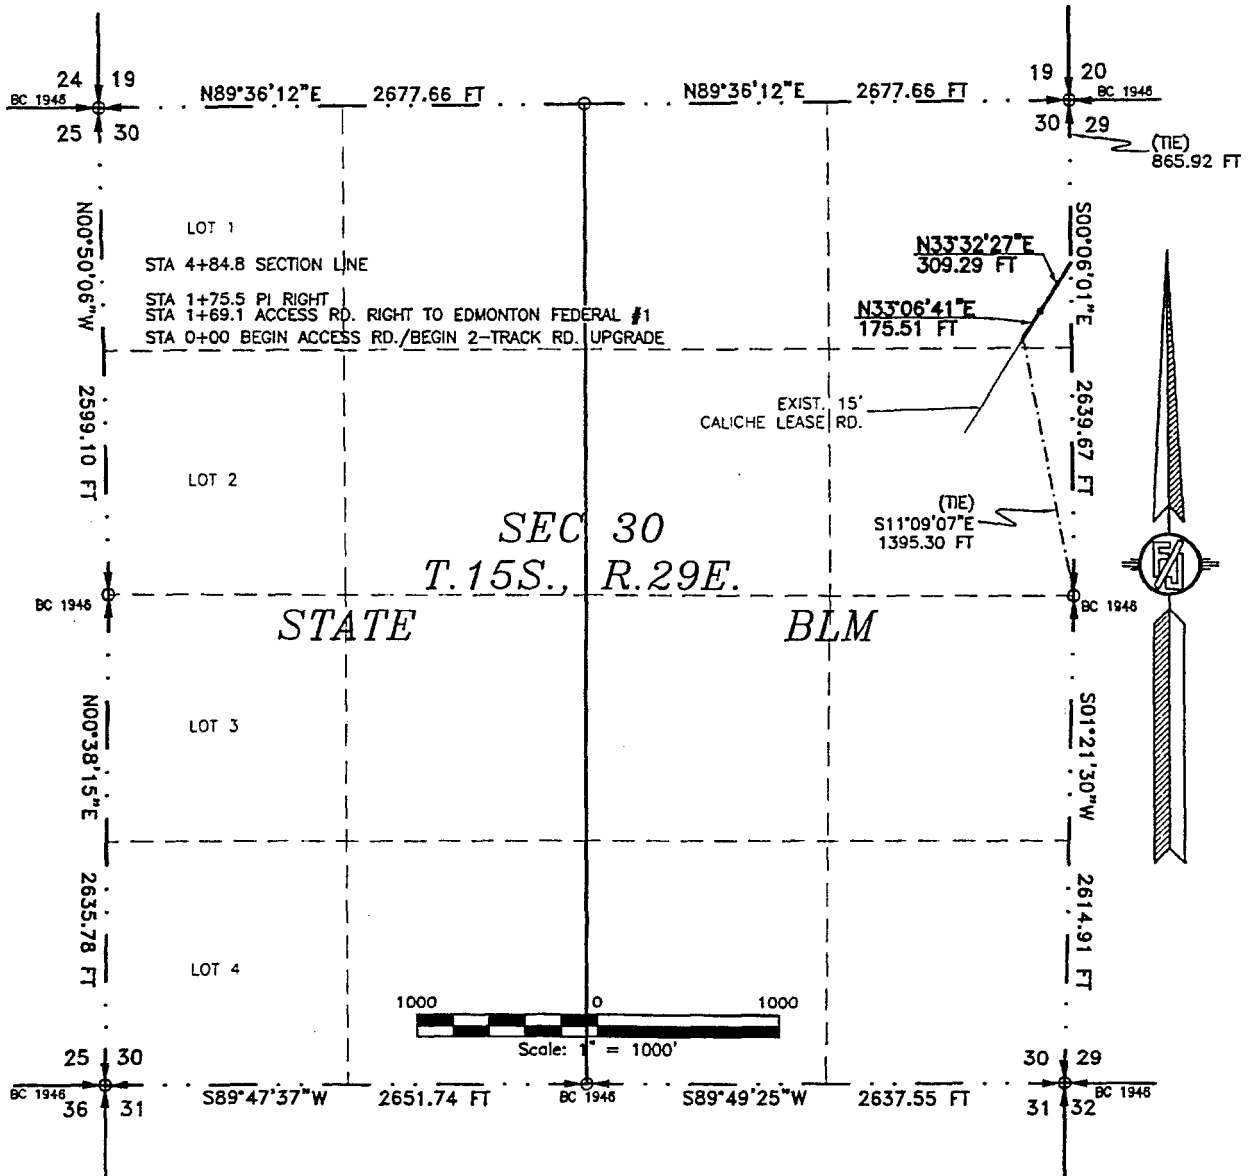 24 19
BC 1946
25 30
N89°36'12"E 2677.66 FT
N89°36'12"E 2677.66 FT
19 20
BC 1946
30 29
(TIE)
865.92 FT
N00°50'06"W
2599.10 FT
LOT 1
STA 4+84.8 SECTION LINE
STA 1+75.5 PI RIGHT
STA 1+69.1 ACCESS RD. RIGHT TO EDMONTON FEDERAL #1
STA 0+00 BEGIN ACCESS RD./BEGIN 2-TRACK RD. UPGRADE
N33°32'27"E
309.29 FT
N33°06'41"E
175.51 FT
S00°06'01"E
2639.67 FT
EXIST. 15'
CALICHE LEASE RD.
LOT 2
(TIE)
S11°09'07"E
1395.30 FT
SEC 30
T.15S., R.29E.
STATE BLM
BC 1946
BC 1946
N00°38'15"E
2635.78 FT
LOT 3
S01°21'30"W
2614.91 FT
LOT 4
1000 0 1000
Scale: 1" = 1000'
25 30
BC 1946
36 31
S89°47'37"W 2651.74 FT
BC 1946
S89°49'25"W 2637.55 FT
30 29
BC 1946
31 32